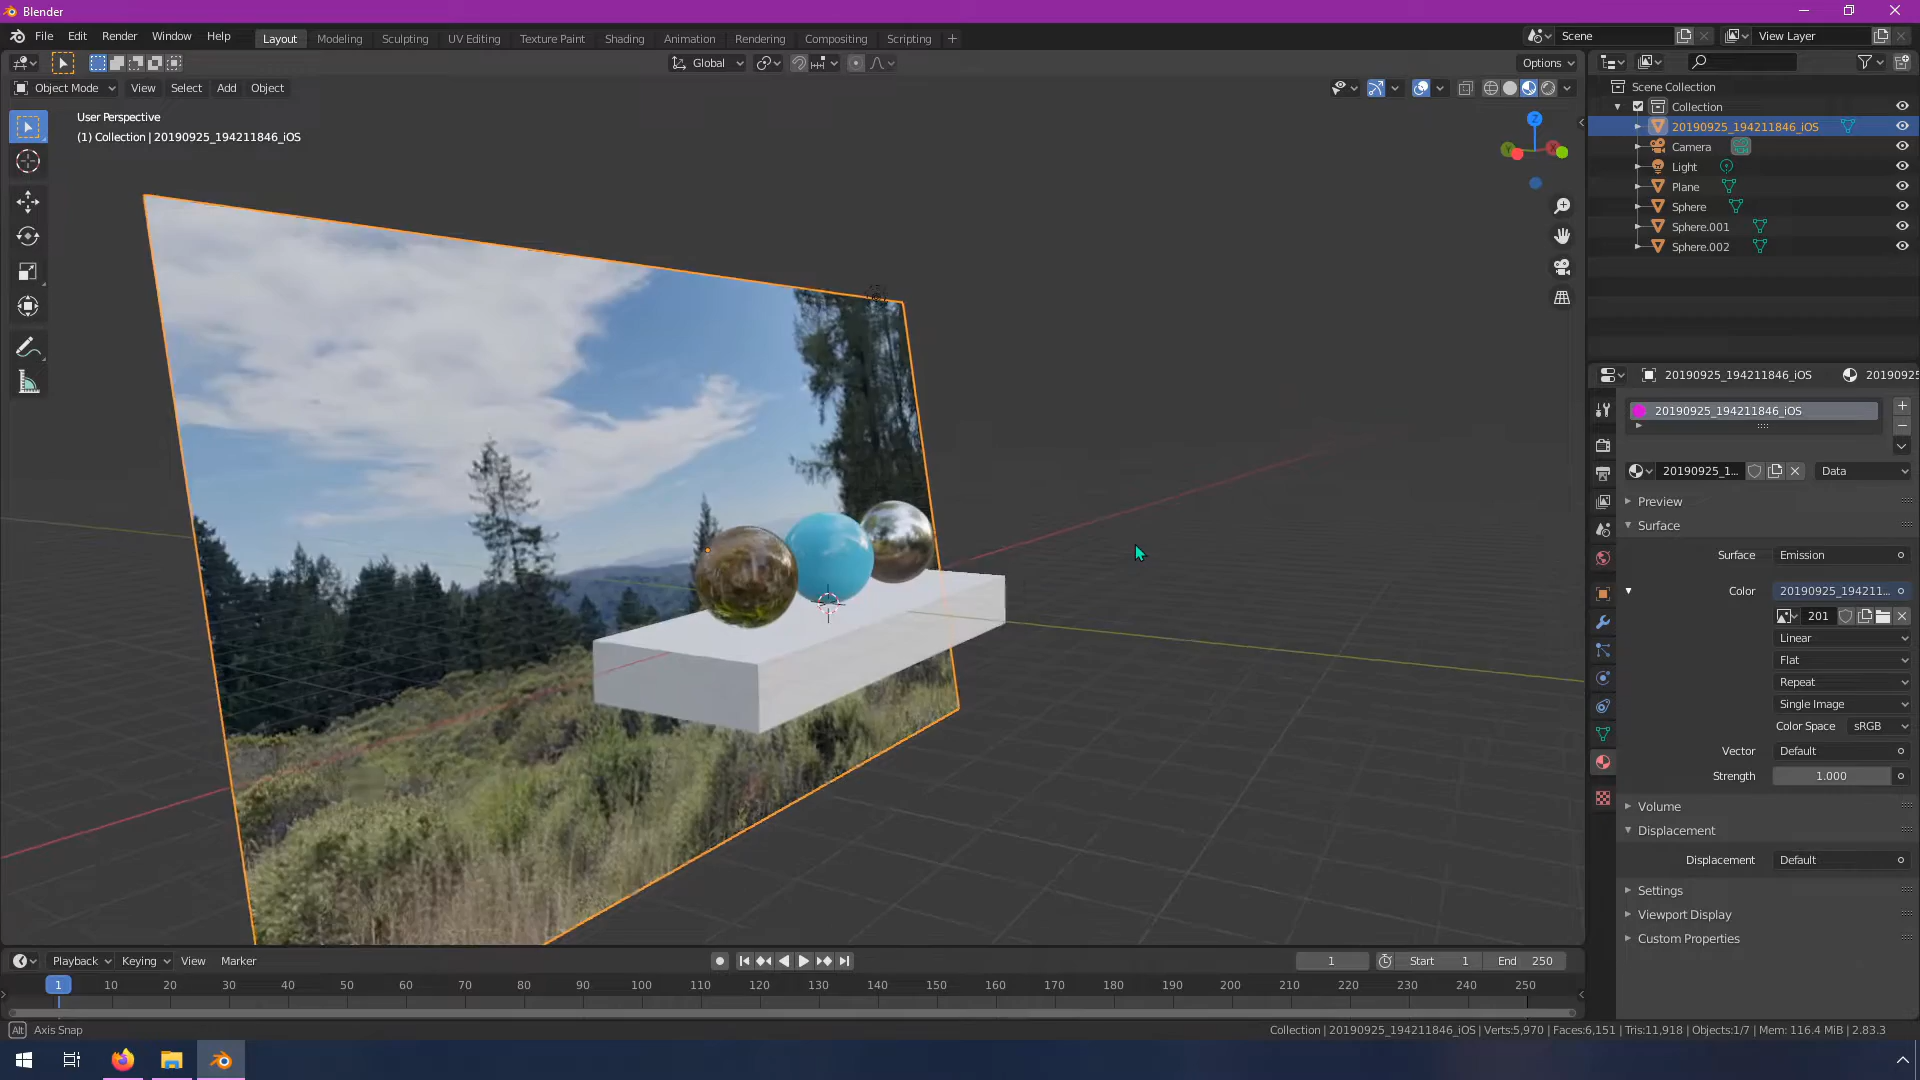 Blender
File Edit Render Window Help
Layout Modeling Sculpting UV Editing Texture Paint Shading Animation Rendering Compositing Scripting +
Scene
View Layer
Global
Options
Object Mode View Select Add Object
User Perspective
(1) Collection | 20190925_194211846_iOS
Z
Y
X
Scene Collection
Collection
20190925_194211846_iOS
Camera
Light
Plane
Sphere
Sphere.001
Sphere.002
20190925_194211846_iOS
20190925
20190925_194211846_iOS
20190925_1...
Data
Preview
Surface
Surface Emission
Color 20190925_194211...
201
Linear
Flat
Repeat
Single Image
Color Space sRGB
Vector Default
Strength 1.000
Volume
Displacement
Displacement Default
Settings
Viewport Display
Custom Properties
Playback Keying View Marker
1 Start 1 End 250
1 10 20 30 40 50 60 70 80 90 100 110 120 130 140 150 160 170 180 190 200 210 220 230 240 250
Alt Axis Snap
Collection | 20190925_194211846_iOS | Verts:5,970 | Faces:6,151 | Tris:11,918 | Objects:1/7 | Mem: 116.4 MiB | 2.83.3